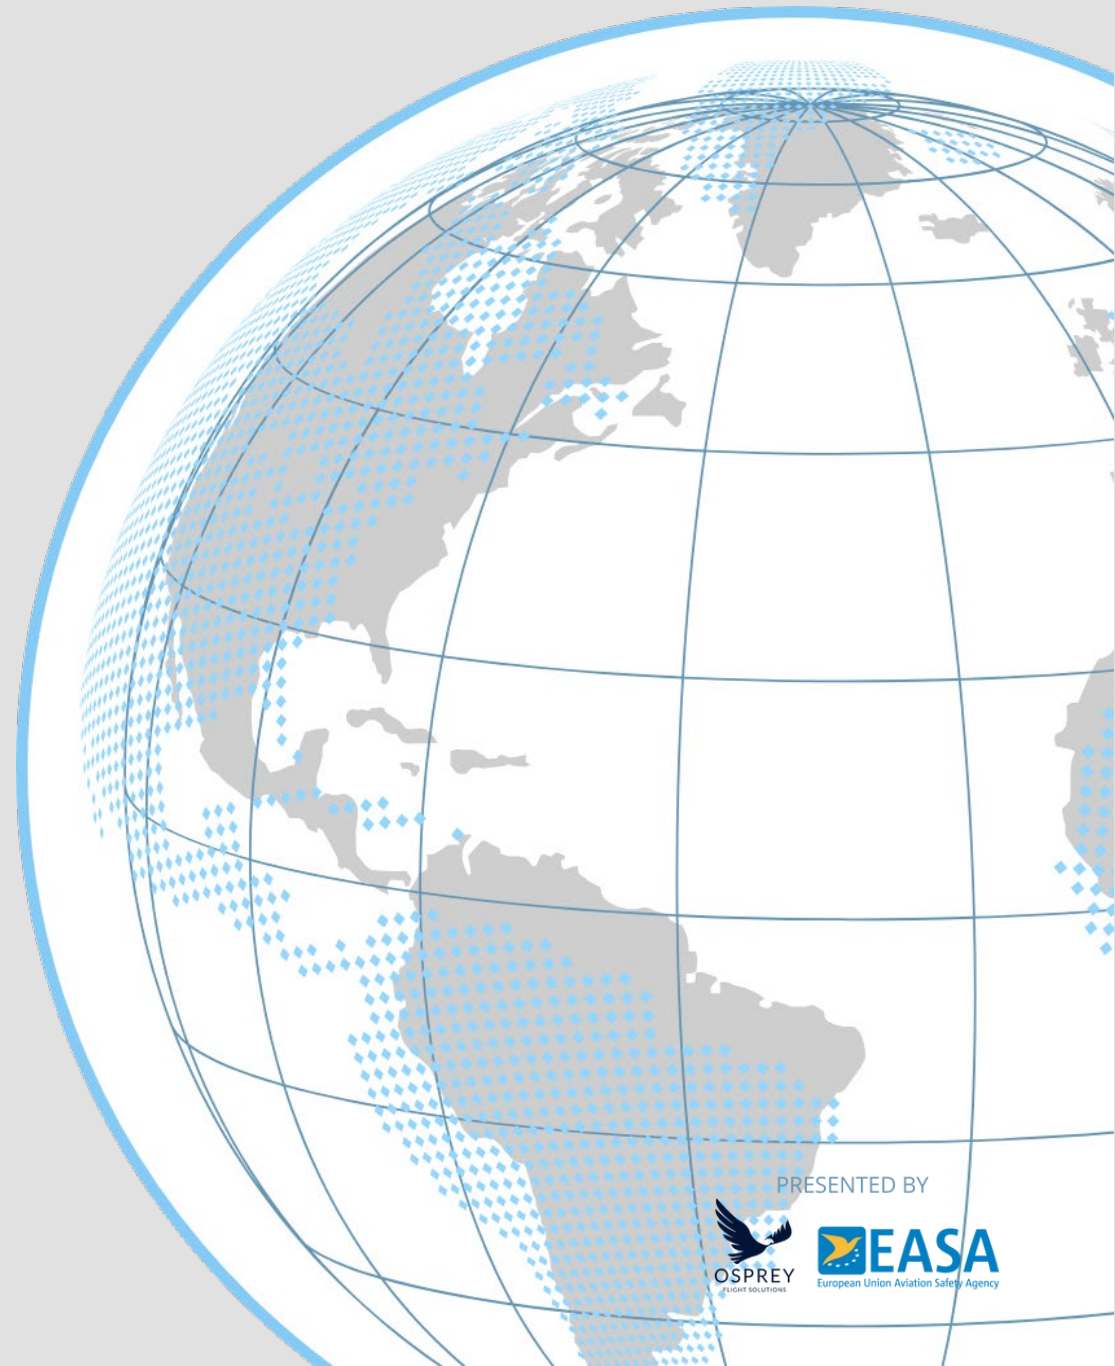 PRESENTED BY
OSPREY
FLIGHT SOLUTIONS
EASA
European Union Aviation Safety Agency